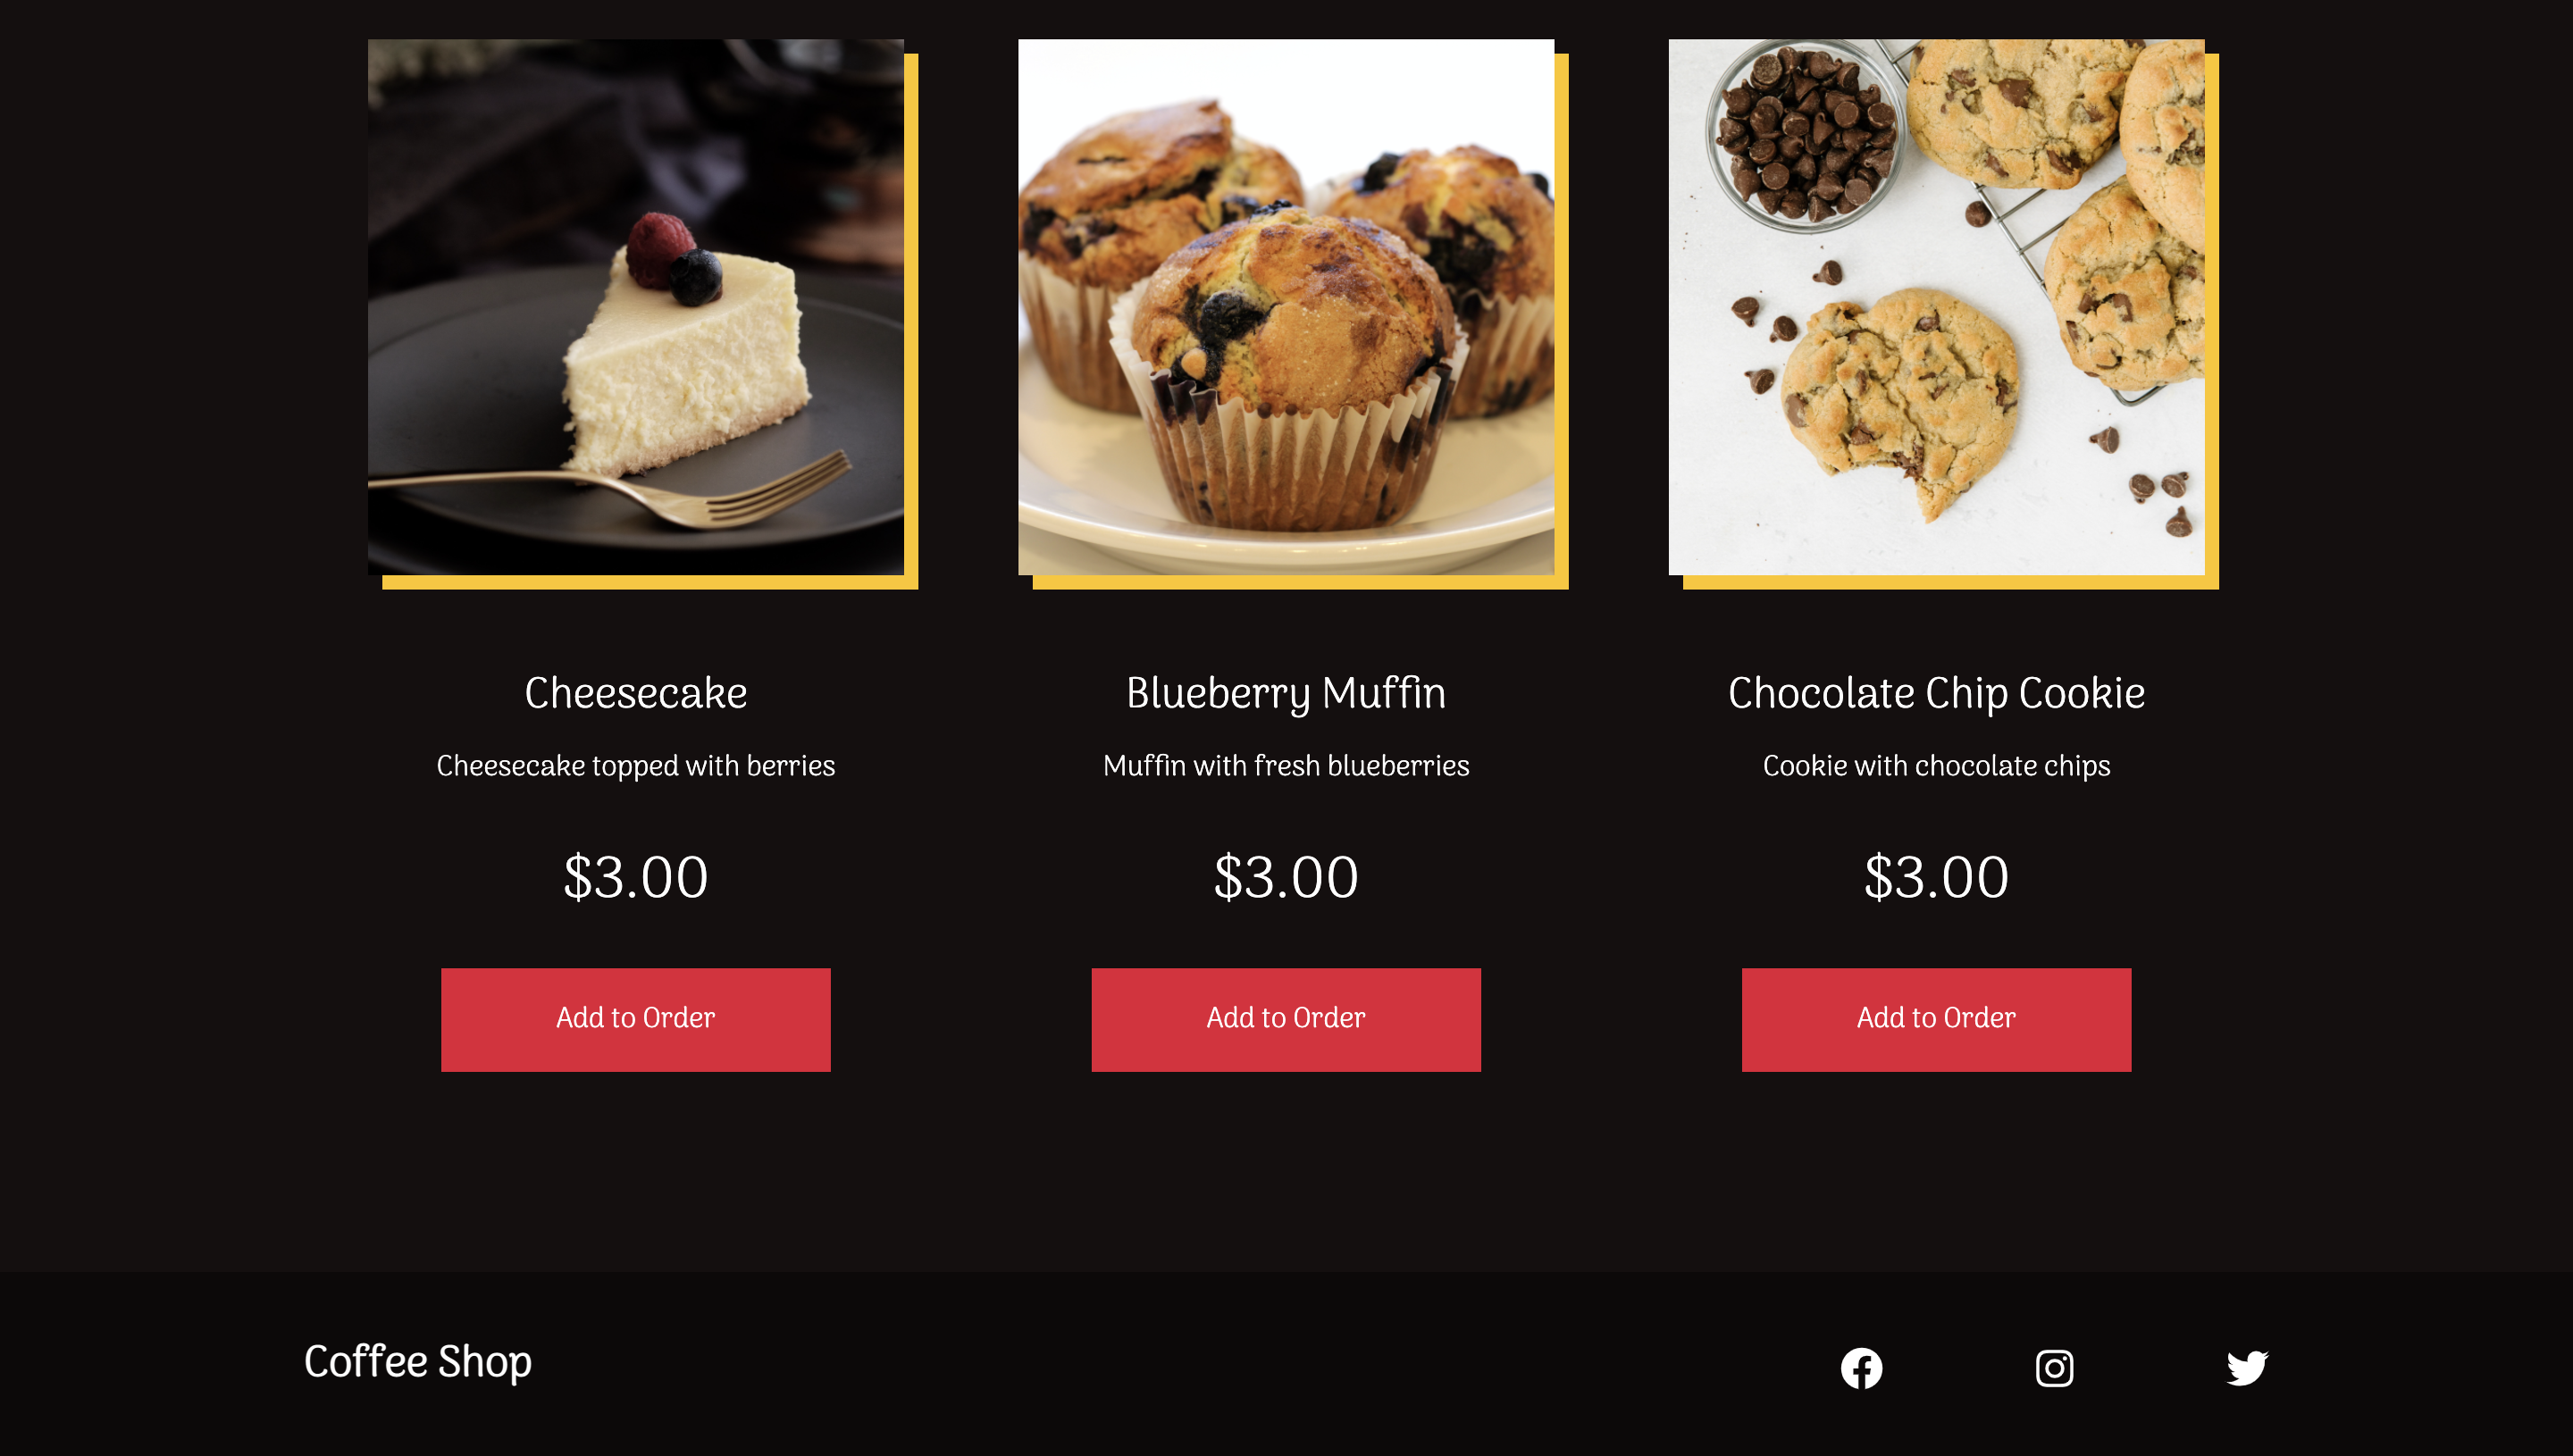 Cheesecake
Cheesecake topped with berries
$3.00
Add to Order
Blueberry Muffin
Muffin with fresh blueberries
$3.00
Add to Order
Chocolate Chip Cookie
Cookie with chocolate chips
$3.00
Add to Order
Coffee Shop